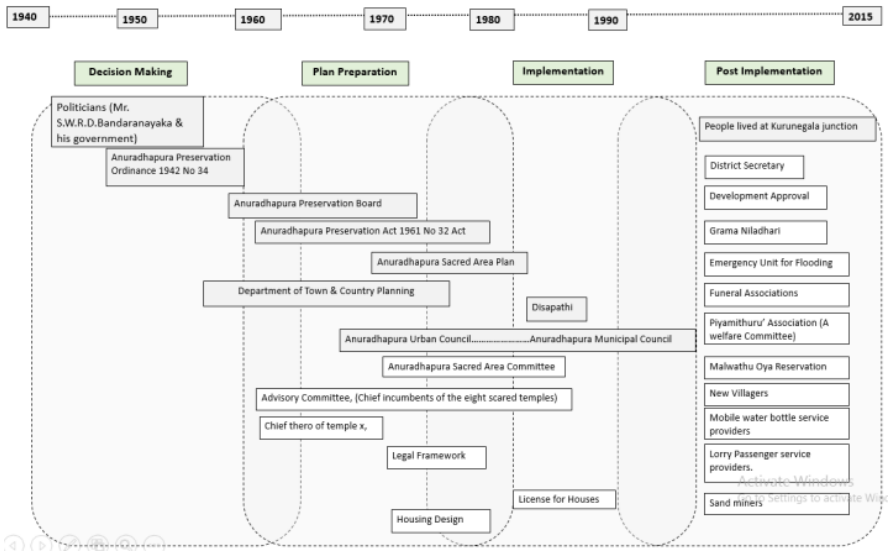 1940
1950
1960
1970
1980
1990
2015
Decision Making
Plan Preparation
Implementation
Post Implementation
Politicians (Mr.
S.W.R.D.Bandaranayaka &
his government)
Anuradhapura Preservation
Ordinance 1942 No 34
Anuradhapura Preservation Board
Anuradhapura Preservation Act 1961 No 32 Act
Anuradhapura Sacred Area Plan
Department of Town & Country Planning
Disapathi
Anuradhapura Urban Council........................Anuradhapura Municipal Council
Anuradhapura Sacred Area Committee
Advisory Committee, (Chief incumbents of the eight scared temples)
Chief thero of temple x,
Legal Framework
License for Houses
Housing Design
People lived at Kurunegala junction
District Secretary
Development Approval
Grama Niladhari
Emergency Unit for Flooding
Funeral Associations
Piyamithuru’ Association (A
welfare Committee)
Malwathu Oya Reservation
New Villagers
Mobile water bottle service
providers
Lorry Passenger service
providers.
Activate Windows
Go to Settings to activate Win
Sand miners